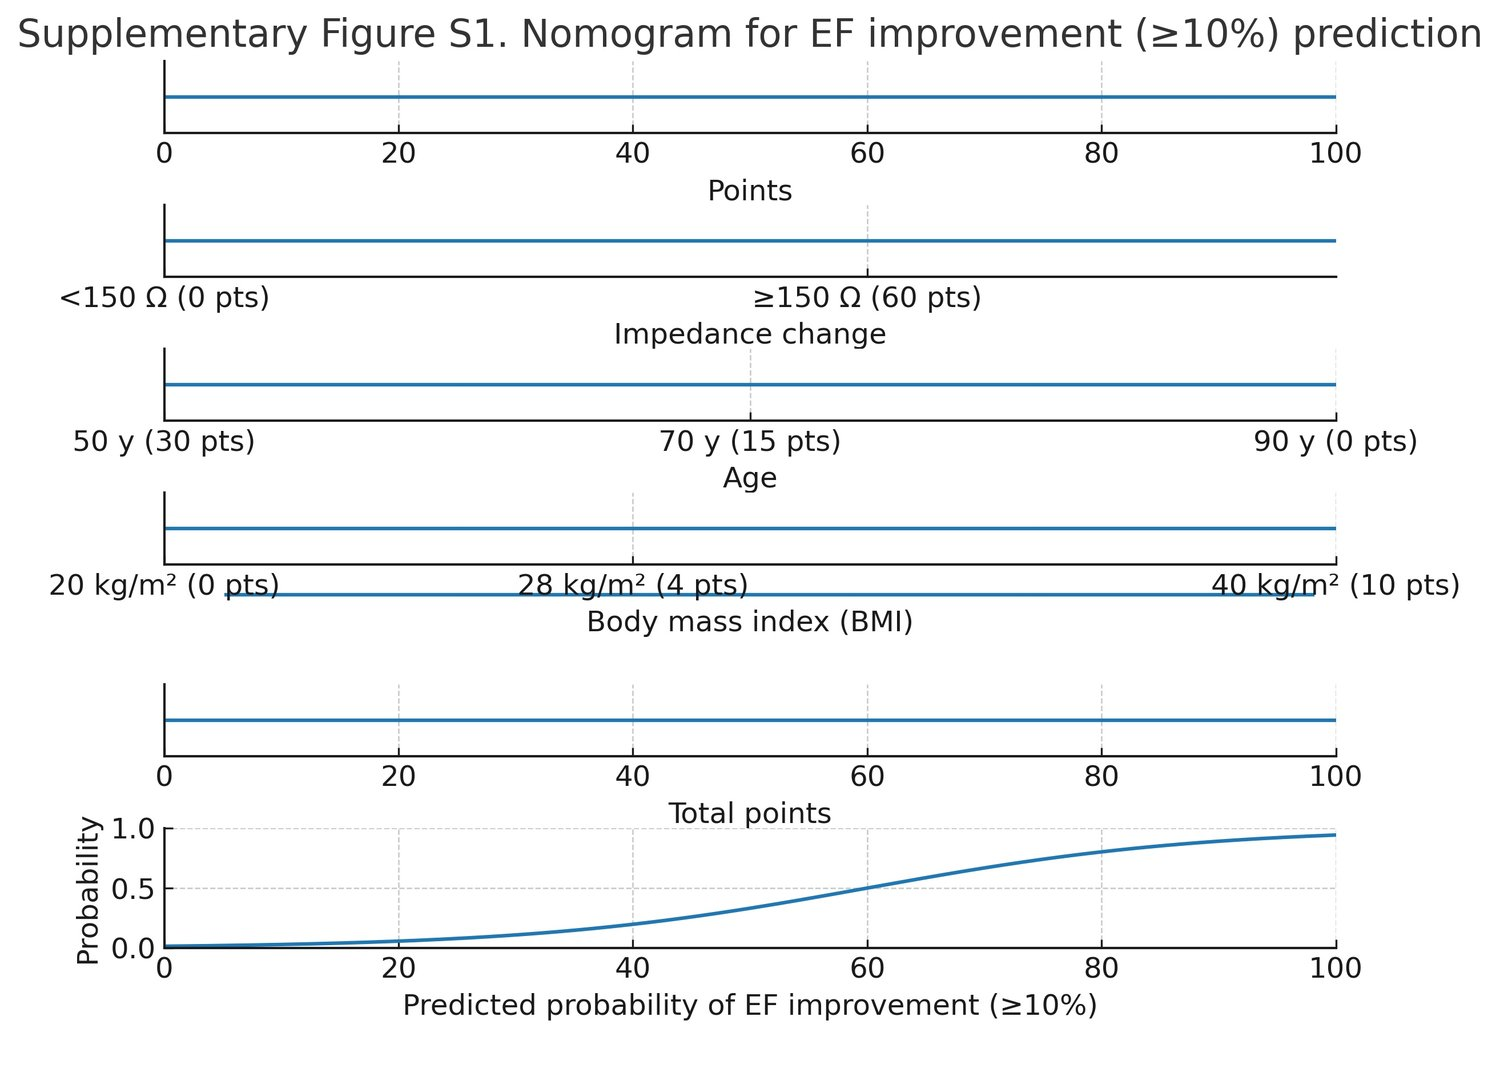 Supplementary Figure S1. Nomogram for EF improvement (≥10%) prediction
0 20 40 60 80 100
Points
<150 Ω (0 pts) ≥150 Ω (60 pts)
Impedance change
50 y (30 pts) 70 y (15 pts) 90 y (0 pts)
Age
20 kg/m² (0 pts) 28 kg/m² (4 pts) 40 kg/m² (10 pts)
Body mass index (BMI)
0 20 40 60 80 100
Total points
Probability
1.0
0.5
0.0
0 20 40 60 80 100
Predicted probability of EF improvement (≥10%)